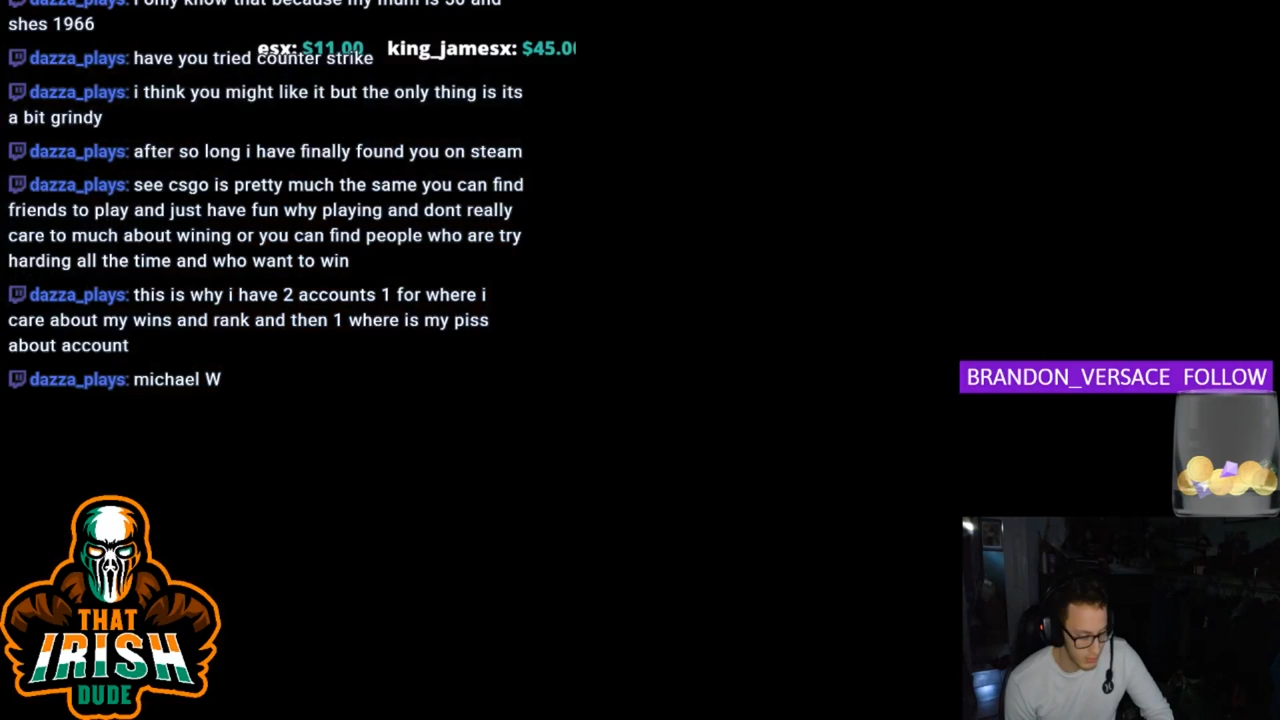 dazza_plays: i only know that because my mum is 56 and
shes 1966
esx: $11.00 king_jamesx: $45.0
dazza_plays: have you tried counter strike
dazza_plays: i think you might like it but the only thing is its
a bit grindy
dazza_plays: after so long i have finally found you on steam
dazza_plays: see csgo is pretty much the same you can find
friends to play and just have fun why playing and dont really
care to much about wining or you can find people who are try
harding all the time and who want to win
dazza_plays: this is why i have 2 accounts 1 for where i
care about my wins and rank and then 1 where is my piss
about account
dazza_plays: michael W
BRANDON_VERSACE FOLLOW
THAT
IRISH
DUDE